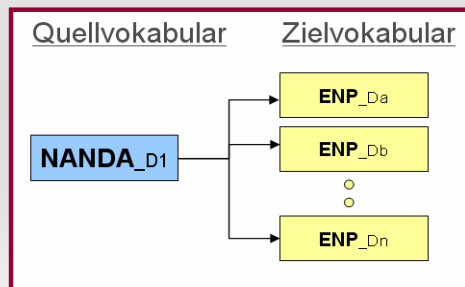 Quellvokabular Zielvokabular
ENP_Da
NANDA_D1
ENP_Db
ENP_Dn